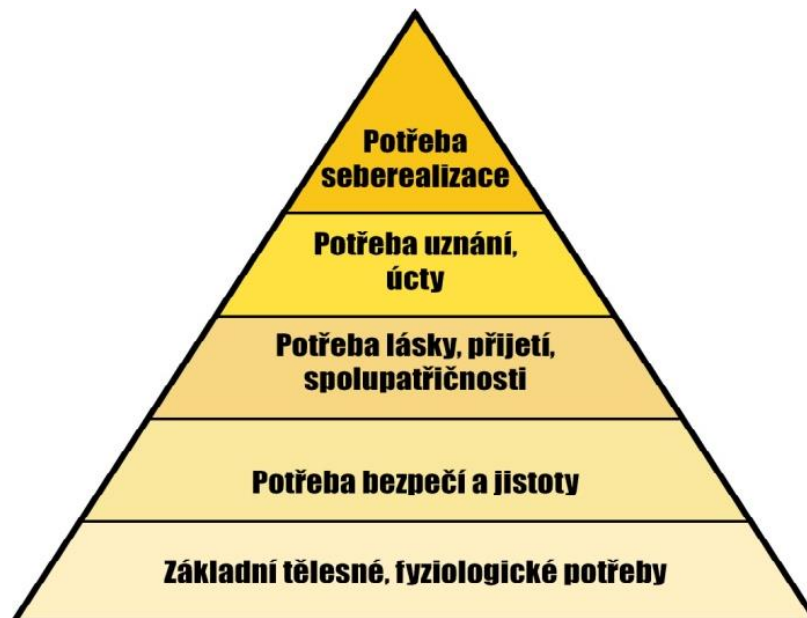 Potřeba
seberealizace
Potřeba uznání,
úcty
Potřeba lásky, přijetí,
spolupatřičnosti
Potřeba bezpečí a jistoty
Základní tělesné, fyziologické potřeby